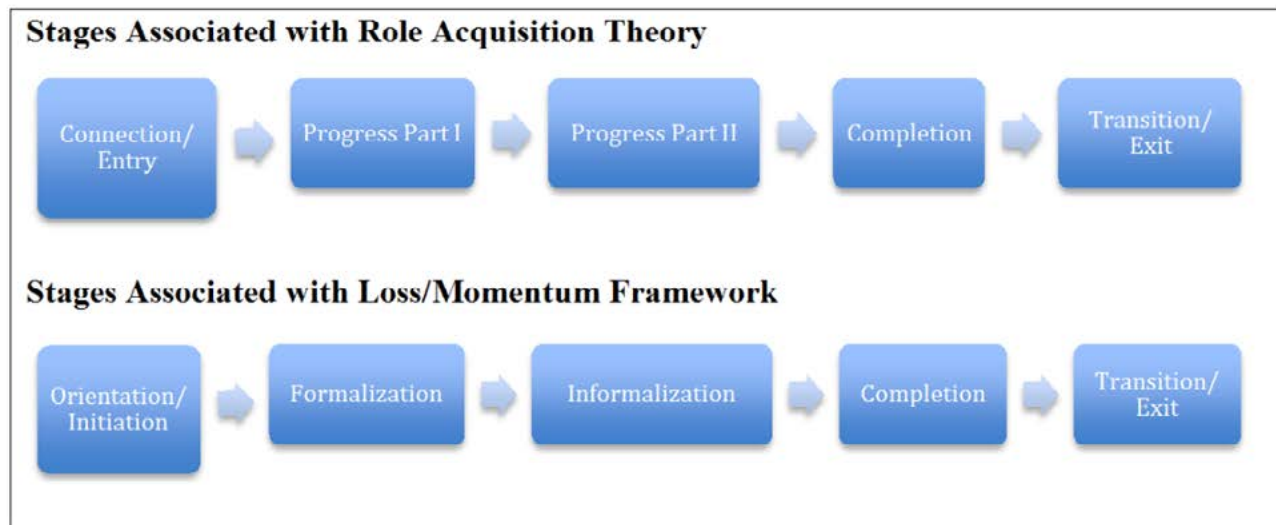 Stages Associated with Role Acquisition Theory
Connection/
Entry
Progress Part I
Progress Part II
Completion
Transition/
Exit
Stages Associated with Loss/Momentum Framework
Orientation/
Initiation
Formalization
Informalization
Completion
Transition/
Exit